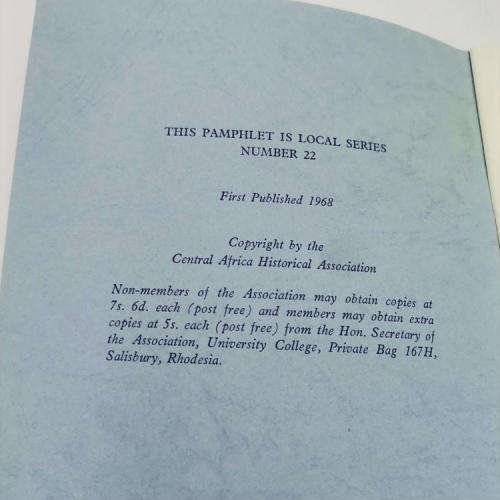 THIS PAMPHLET IS LOCAL SERIES
NUMBER 22
First Published 1968
Copyright by the
Central Africa Historical Association
Non-members of the Association may obtain copies at
7s. 6d. each (post free) and members may obtain extra
copies at 5s. each (post free) from the Hon. Secretary of
the Association, University College, Private Bag 167H,
Salisbury, Rhodesia.